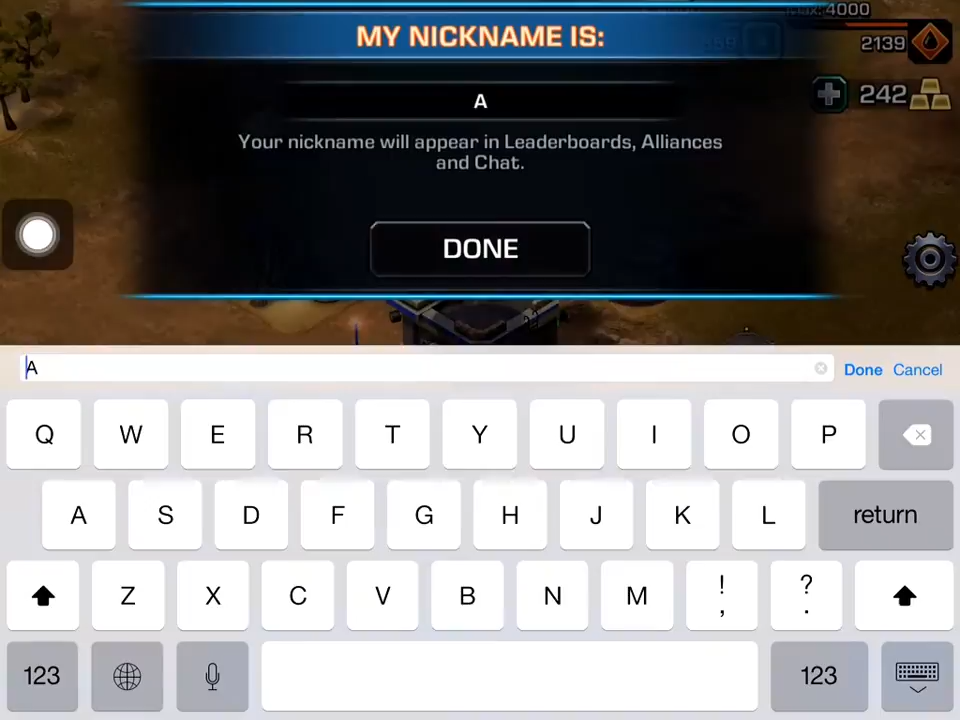 Max: 4000
MY NICKNAME IS:
2139
A
242
Your nickname will appear in Leaderboards, Alliances
and Chat.
DONE
A
Done Cancel
Q W E R T Y U I O P
A S D F G H J K L return
Z X C V B N M ! , ? .
123 123